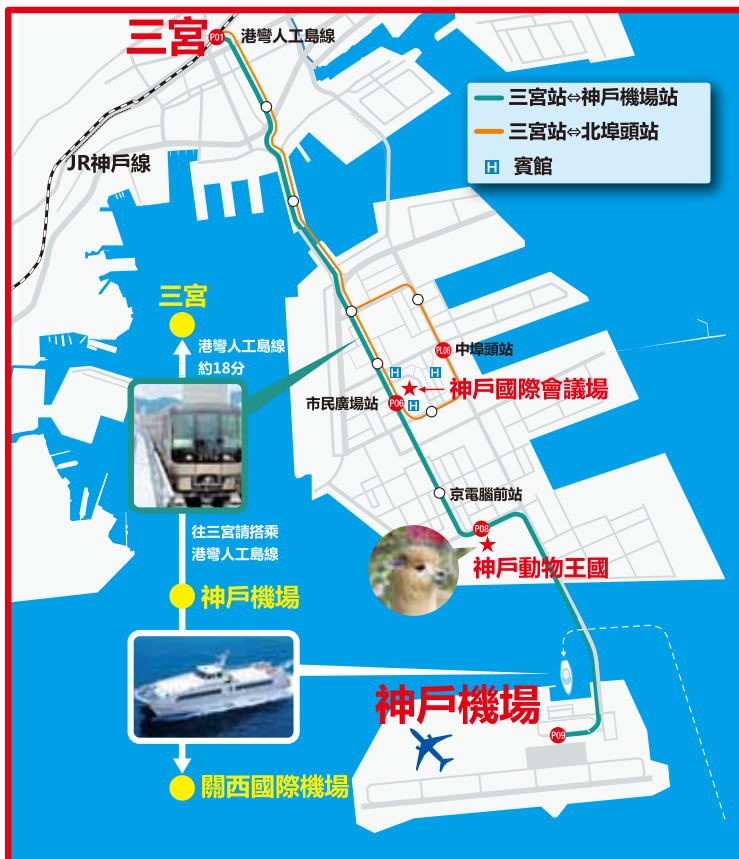 三宮
P01
港灣人工島線
三宮站⇔神戶機場站
三宮站⇔北埠頭站
H 賓館
JR神戶線
三宮
港灣人工島線
約18分
中埠頭站
PL08
H
H
H
神戶國際會議場
市民廣場站
P06
京電腦前站
往三宮請搭乘
港灣人工島線
P08
神戶動物王國
神戶機場
神戶機場
P09
關西國際機場